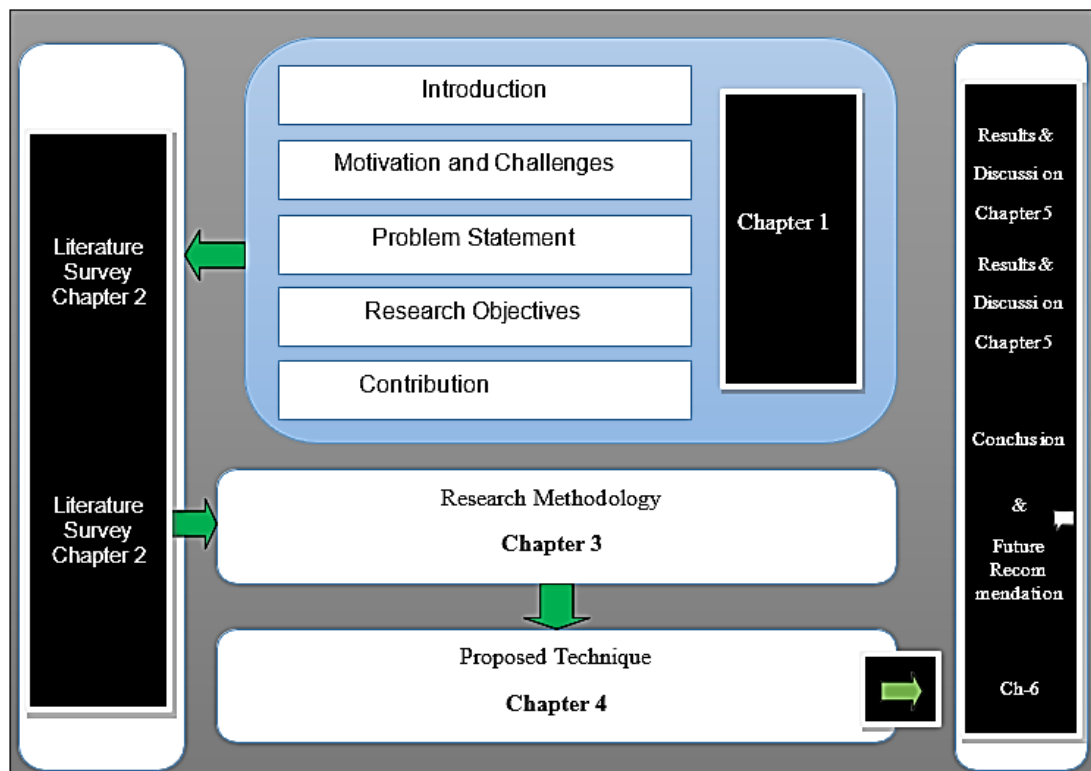 Introduction
Motivation and Challenges
Problem Statement
Research Objectives
Contribution
Chapter 1
Literature
Survey
Chapter 2
Literature
Survey
Chapter 2
Research Methodology
Chapter 3
Proposed Technique
Chapter 4
Results &
Discussi on
Chapter 5
Results &
Discussion
Chapter 5
Conclusion
&
Future
Recom
mendation
Ch-6